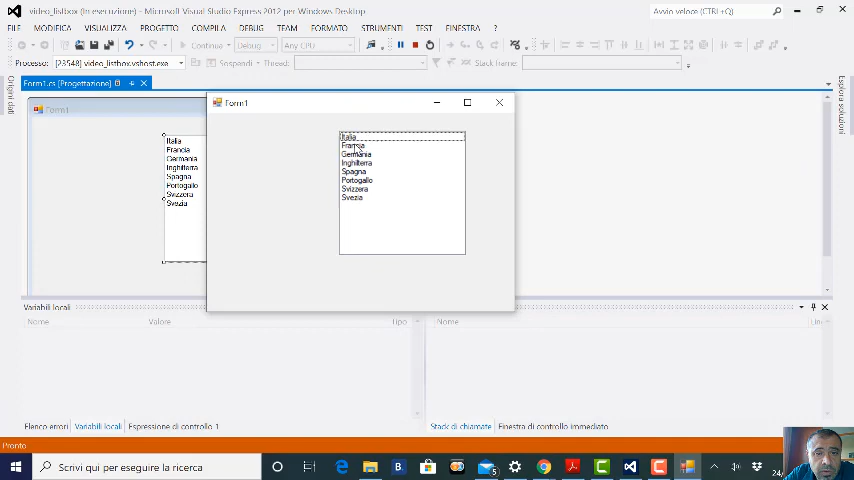 video_listbox (In esecuzione) - Microsoft Visual Studio Express 2012 per Windows Desktop
Avvio veloce (CTRL+Q)
FILE MODIFICA VISUALIZZA PROGETTO COMPILA DEBUG TEAM FORMATO STRUMENTI TEST FINESTRA ?
Continua Debug Any CPU
Processo: [23548] video_listbox.vshost.exe Sospendi Thread: Stack frame:
Form1.cs [Progettazione]
Origini dati
Esplora soluzioni
Form1
Italia
Francia
Germania
Inghilterra
Spagna
Portogallo
Svizzera
Svezia
Form1
Italia
Francia
Germania
Inghilterra
Spagna
Portogallo
Svizzera
Svezia
Variabili locali
Nome Valore Tipo
Nome
Elenco errori Variabili locali Espressione di controllo 1
Stack di chiamate Finestra di controllo immediato
Pronto
Scrivi qui per eseguire la ricerca
B.
5
24/